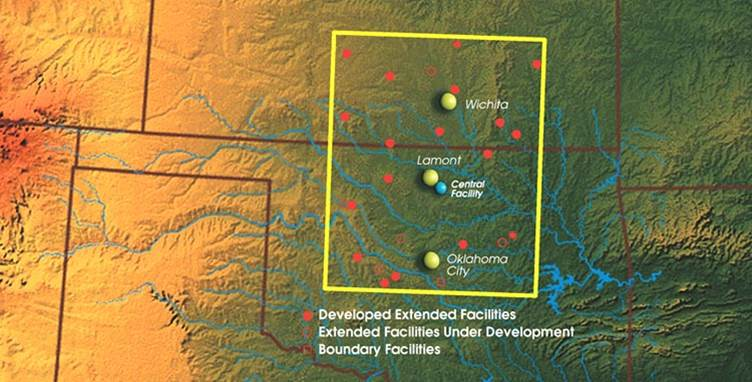 Wichita
Lamont
Central
Facility
Oklahoma
City
Developed Extended Facilities
Extended Facilities Under Development
Boundary Facilities